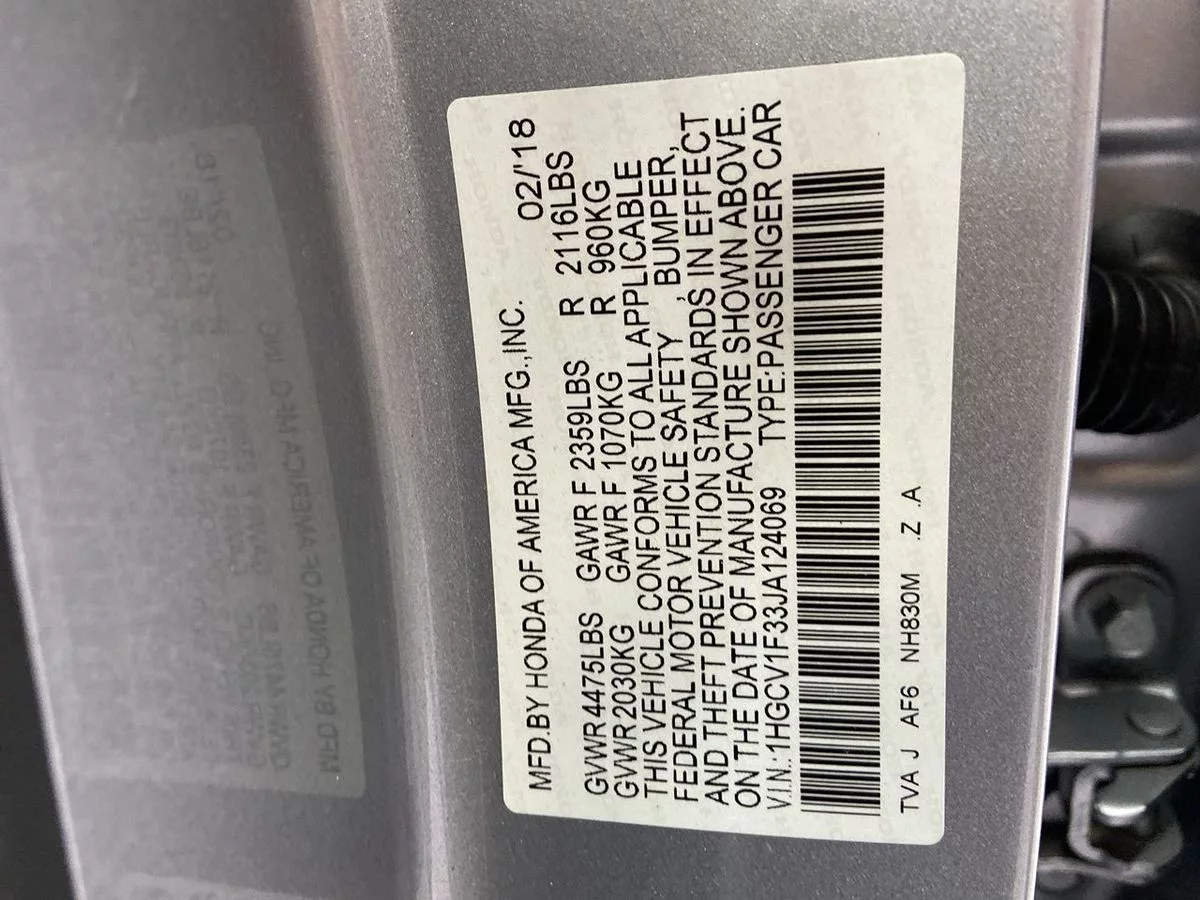 MFD.BY HONDA OF AMERICA MFG.,INC. 02/'18
GVWR 4475LBS GAWR F 2359LBS R 2116LBS
GVWR 2030KG GAWR F 1070KG R 960KG
THIS VEHICLE CONFORMS TO ALL APPLICABLE
FEDERAL MOTOR VEHICLE SAFETY , BUMPER,
AND THEFT PREVENTION STANDARDS IN EFFECT
ON THE DATE OF MANUFACTURE SHOWN ABOVE.
V.I.N.:1HGCV1F33JA124069 TYPE:PASSENGER CAR
TVA J AF6 NH830M .Z .A